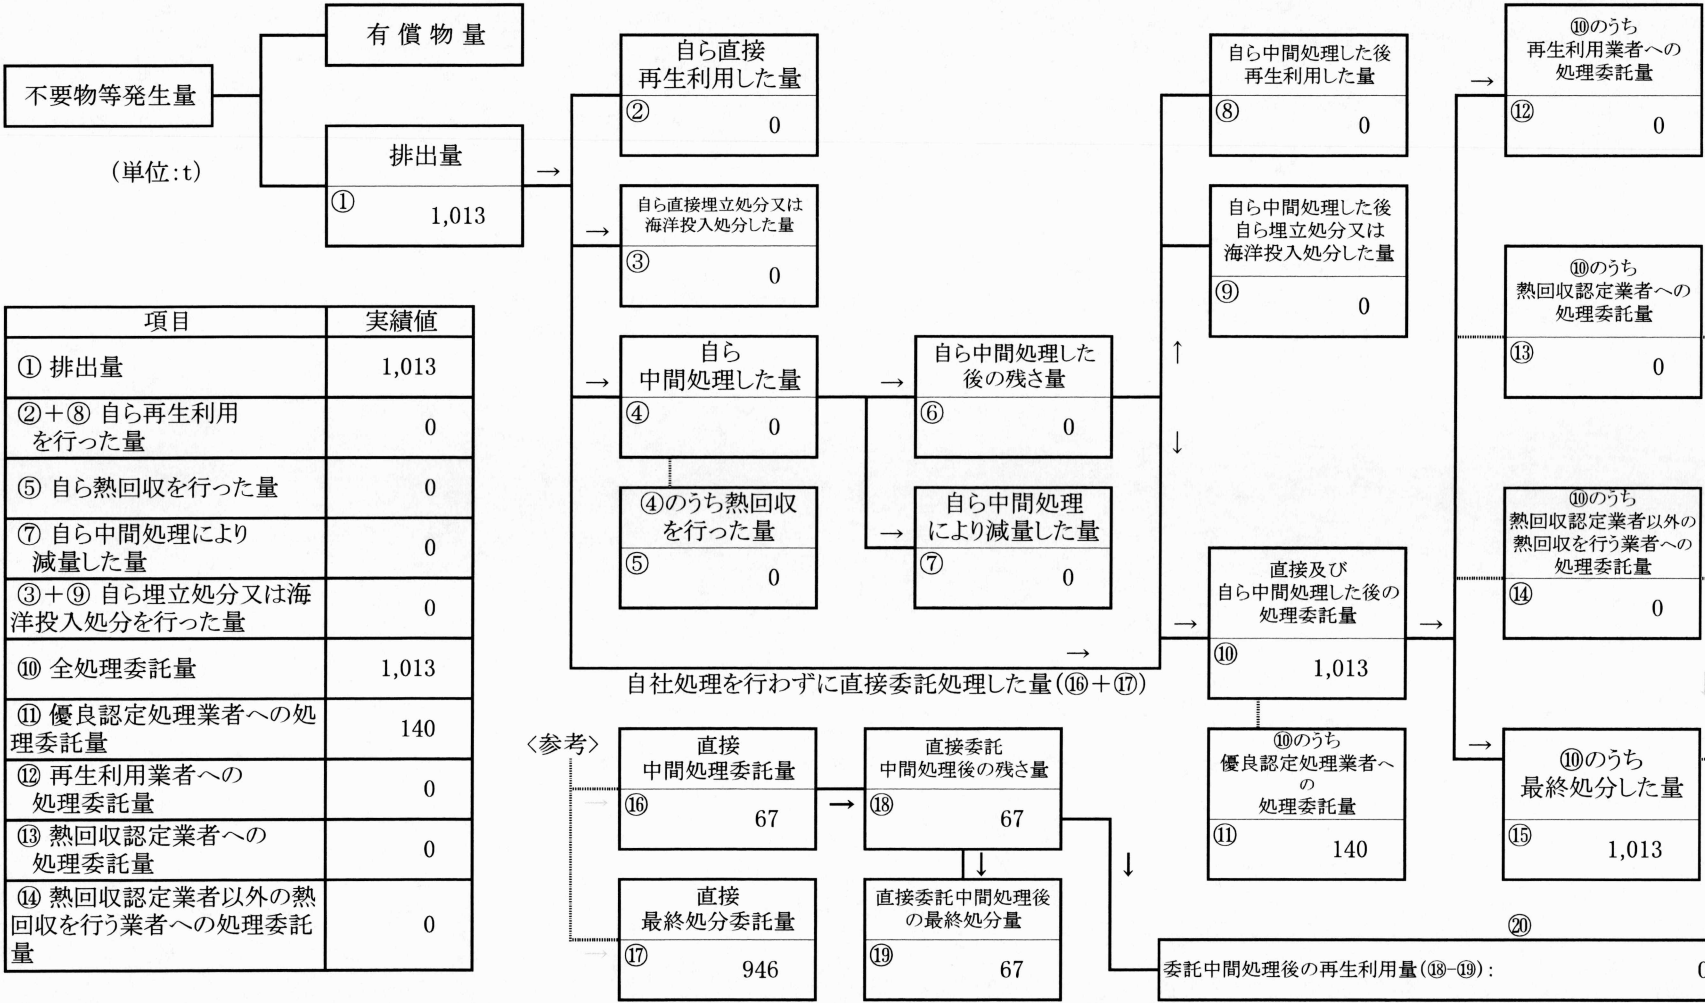 有 償 物 量
不要物等発生量
(単位:t)
排出量
①
1,013
→
自ら直接
再生利用した量
②
0
→
自ら直接埋立処分又は
海洋投入処分した量
③
0
→
自ら
中間処理した量
④
0
④のうち熱回収
を行った量
⑤
0
→
自ら中間処理した
後の残さ量
⑥
0
→
自ら中間処理
により減量した量
⑦
0
自ら中間処理した後
再生利用した量
⑧
0
自ら中間処理した後
自ら埋立処分又は
海洋投入処分した量
⑨
0
↑
↓
→
直接及び
自ら中間処理した後の
処理委託量
⑩
1,013
⑩のうち
優良認定処理業者へ
の
処理委託量
⑪
140
→
→
⑩のうち
再生利用業者への
処理委託量
⑫
0
⑩のうち
熱回収認定業者への
処理委託量
⑬
0
⑩のうち
熱回収認定業者以外の
熱回収を行う業者への
処理委託量
⑭
0
→
⑩のうち
最終処分した量
⑮
1,013
→
自社処理を行わずに直接委託処理した量(⑯+⑰)
〈参考〉
→
直接
中間処理委託量
⑯
67
→
直接
最終処分委託量
⑰
946
→
直接委託
中間処理後の残さ量
⑱
67
↓
直接委託中間処理後
の最終処分量
⑲
67
↓
⑳
委託中間処理後の再生利用量(⑱-⑲): 0
項目 実績値
① 排出量 1,013
②+⑧ 自ら再生利用
を行った量 0
⑤ 自ら熱回収を行った量 0
⑦ 自ら中間処理により
減量した量 0
③+⑨ 自ら埋立処分又は海
洋投入処分を行った量 0
⑩ 全処理委託量 1,013
⑪ 優良認定処理業者への処
理委託量 140
⑫ 再生利用業者への
処理委託量 0
⑬ 熱回収認定業者への
処理委託量 0
⑭ 熱回収認定業者以外の熱
回収を行う業者への処理委託
量 0